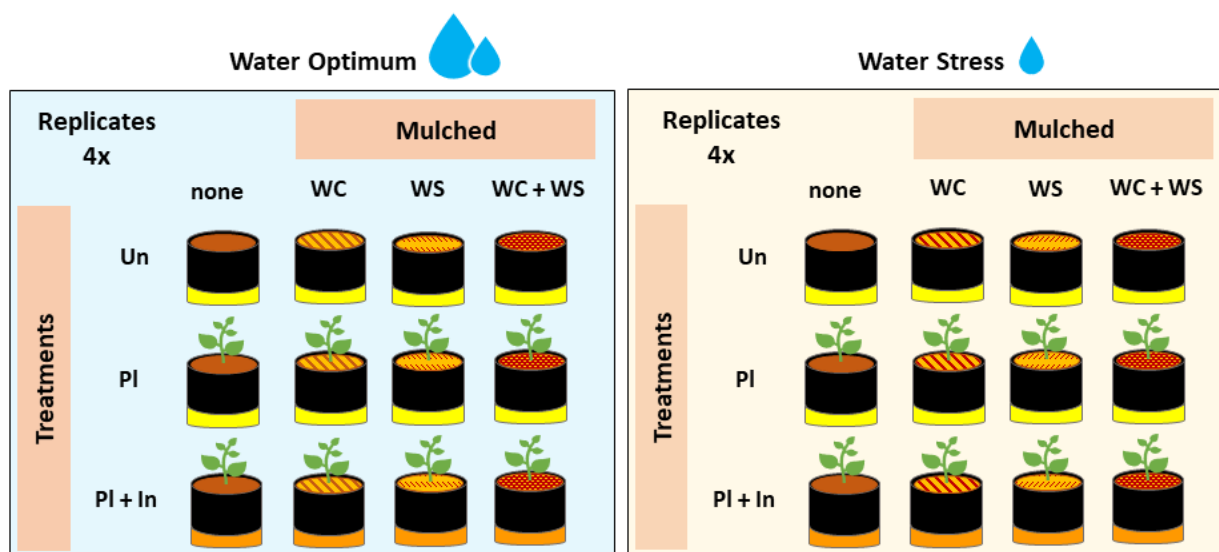 Water Optimum
Replicates
4x
Mulched
none WC WS WC + WS
Treatments
Un
Pl
Pl + In
Water Stress
Replicates
4x
Mulched
none WC WS WC + WS
Treatments
Un
Pl
Pl + In